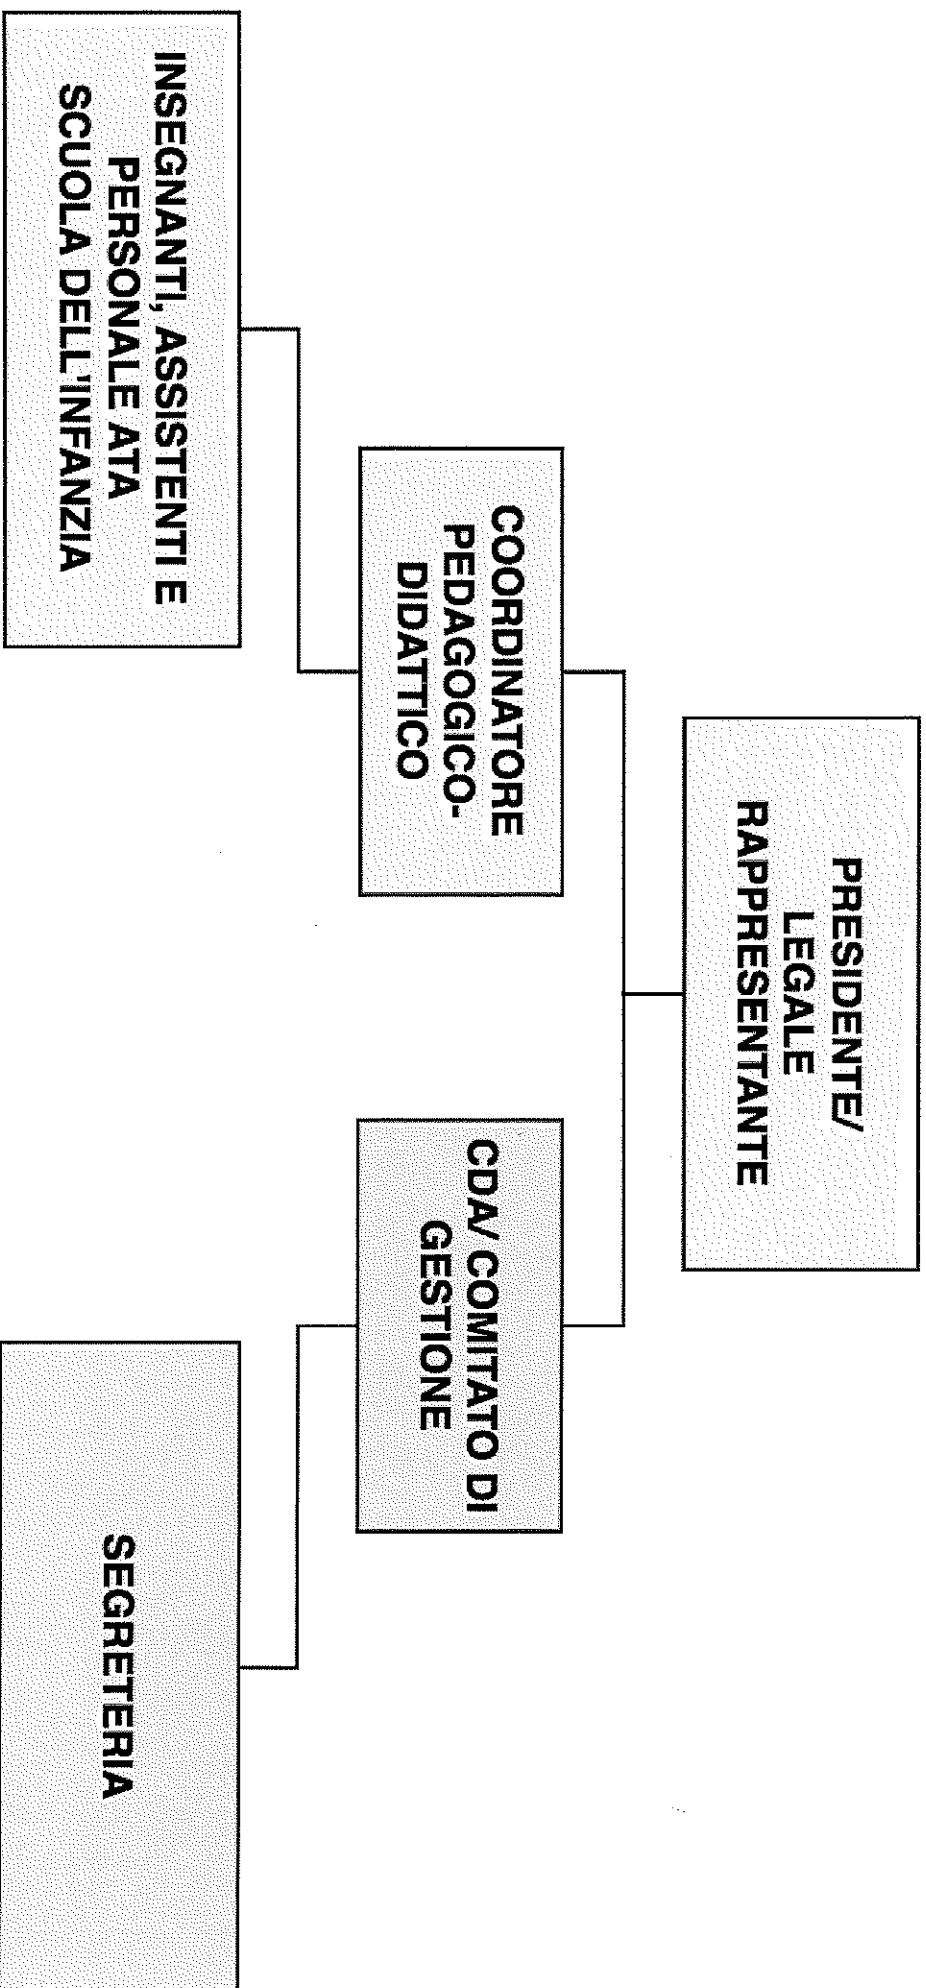 PRESIDENTE/
LEGALE
RAPPRESENTANTE
COORDINATORE
PEDAGOGICO-
DIDATTICO
CDA/ COMITATO DI
GESTIONE
INSEGNANTI, ASSISTENTI E
PERSONALE ATA
SCUOLA DELL'INFANZIA
SEGRETERIA